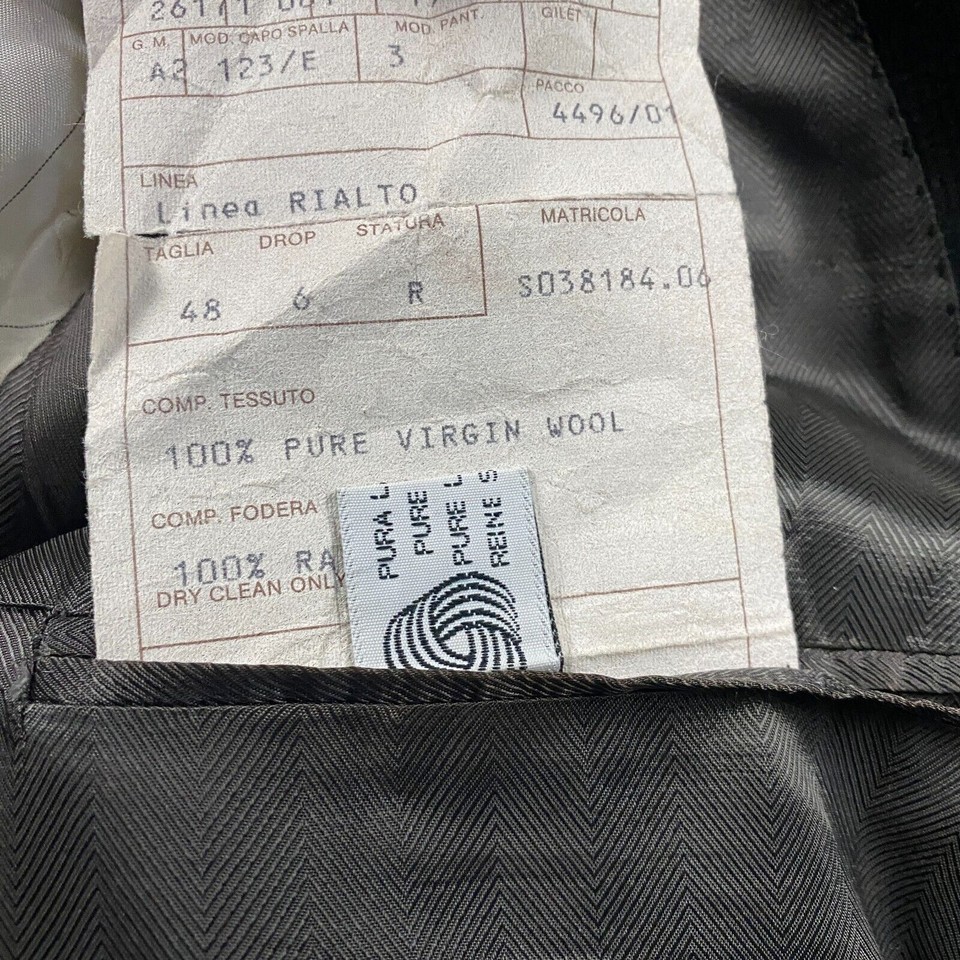 G. M. MOD. CAPO SPALLA MOD. PANT. GILET
A2 123/E 3
PACCO
4496/01
LINEA
Linea RIALTO
TAGLIA DROP STATURA MATRICOLA
48 6 R S038184.06
COMP. TESSUTO
100% PURE VIRGIN WOOL
COMP. FODERA
100% RA
DRY CLEAN ONLY
PURA L
PURE
PURE L
REINE S